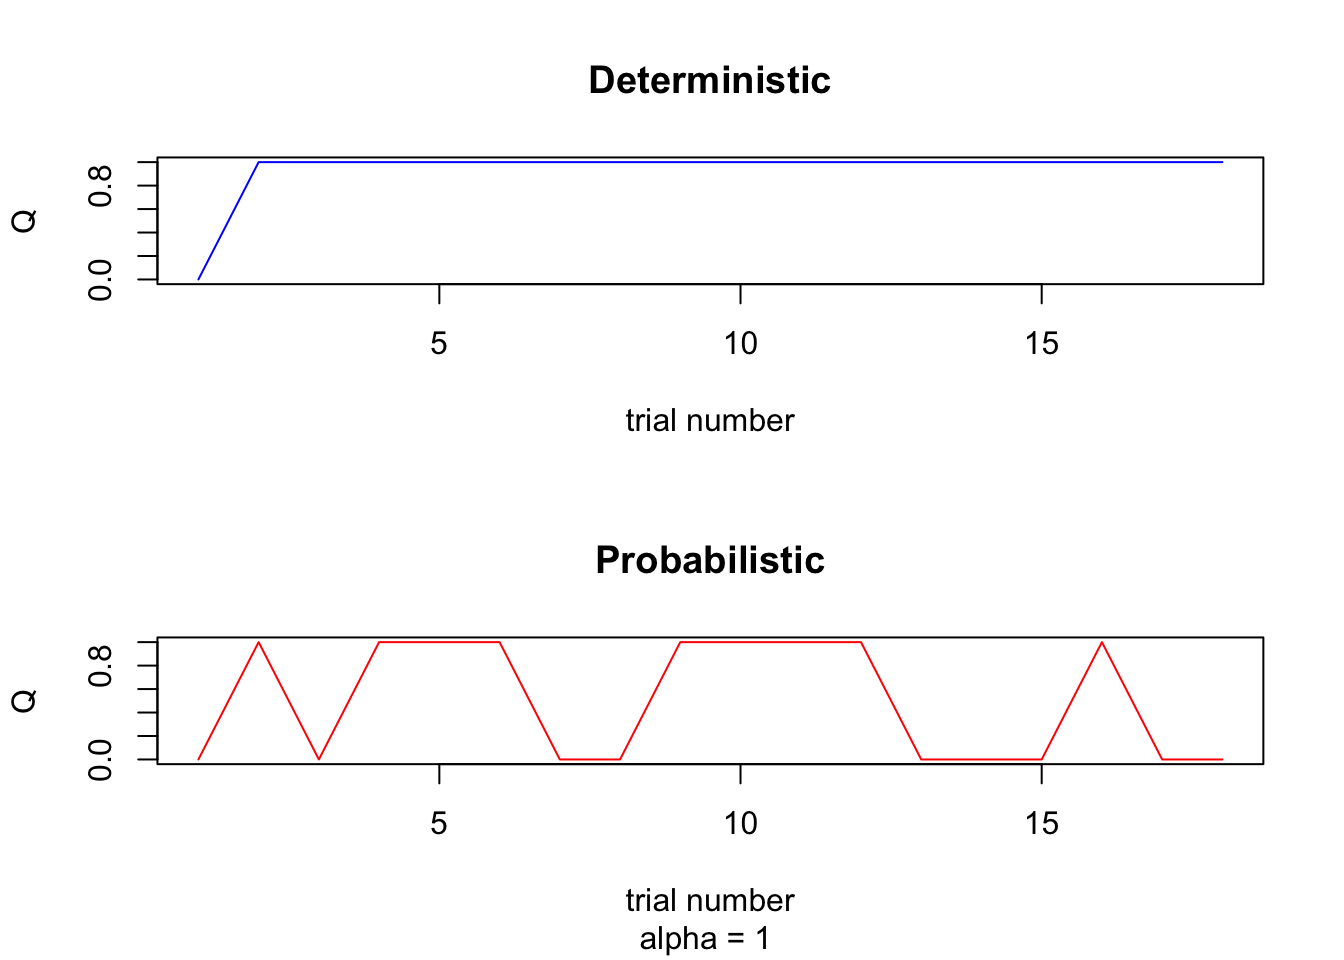 Deterministic
Q
0.8
0.0
5 10 15
trial number
Probabilistic
Q
0.8
0.0
5 10 15
trial number
alpha = 1